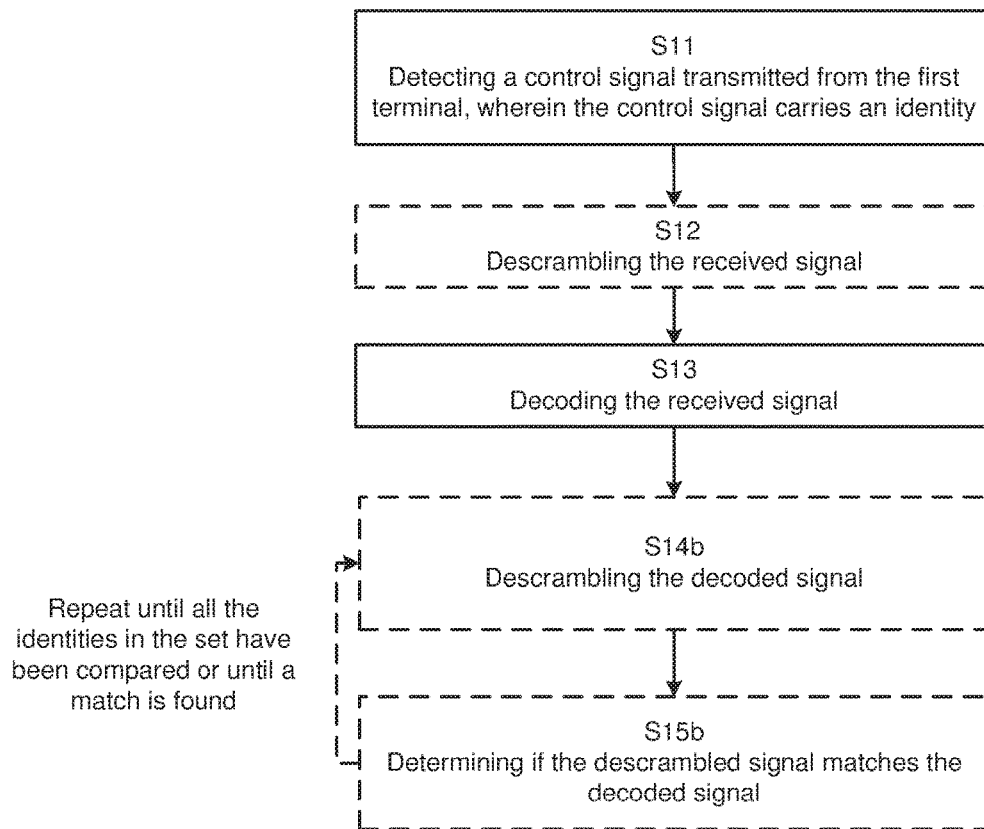 S11
Detecting a control signal transmitted from the first
terminal, wherein the control signal carries an identity
S12
Descrambling the received signal
S13
Decoding the received signal
S14b
Descrambling the decoded signal
Repeat until all the
identities in the set have
been compared or until a
match is found
S15b
Determining if the descrambled signal matches the
decoded signal